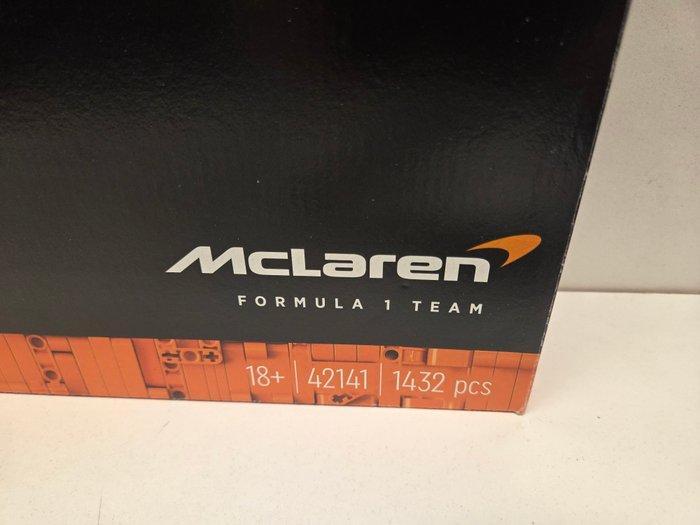 McLaren
FORMULA 1 TEAM
18+ | 42141 | 1432 pcs